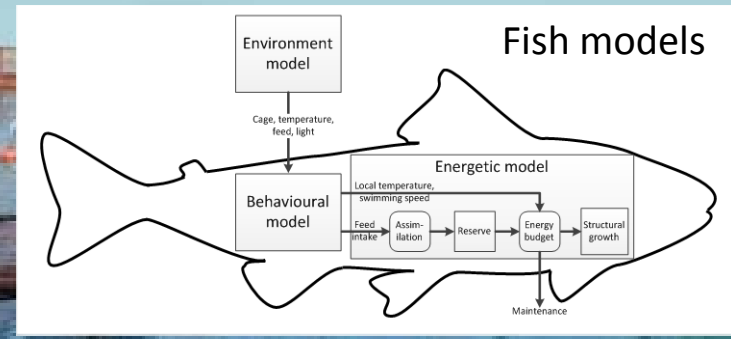 Fish models
Environment
model
Cage, temperature,
feed, light
Behavioural
model
Energetic model
Local temperature,
swimming speed
Feed
intake
Assim-
ilation
Reserve
Energy
budget
Structural
growth
Maintenance